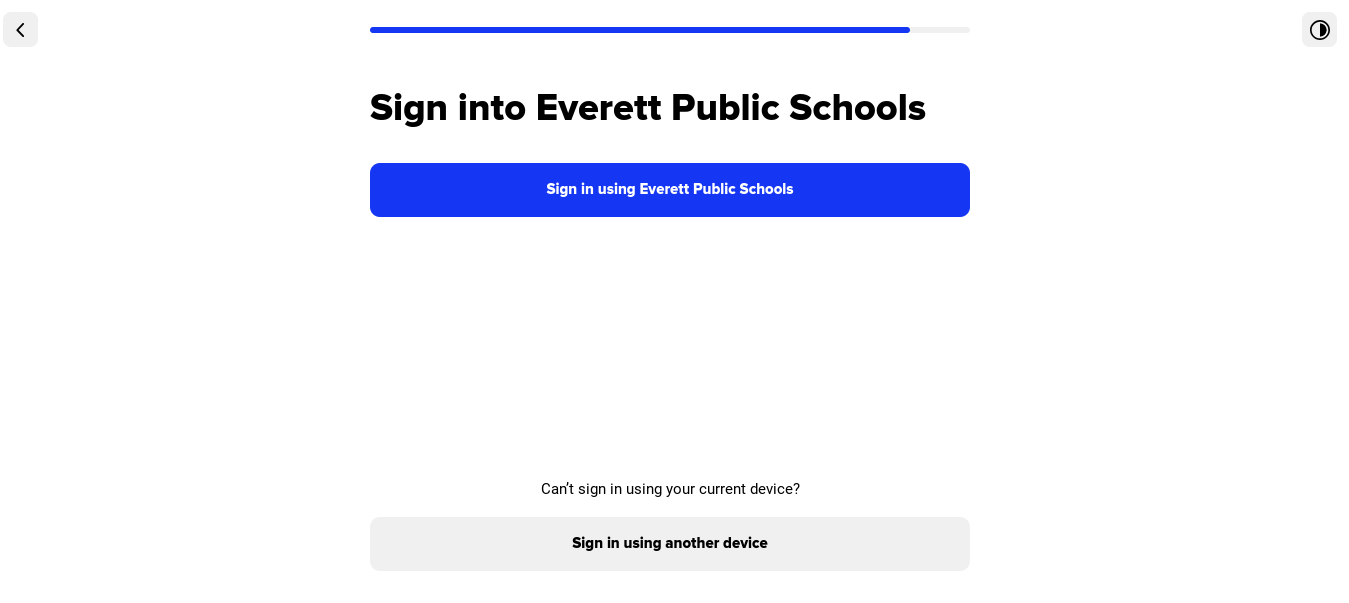 Sign into Everett Public Schools
Sign in using Everett Public Schools
Can’t sign in using your current device?
Sign in using another device